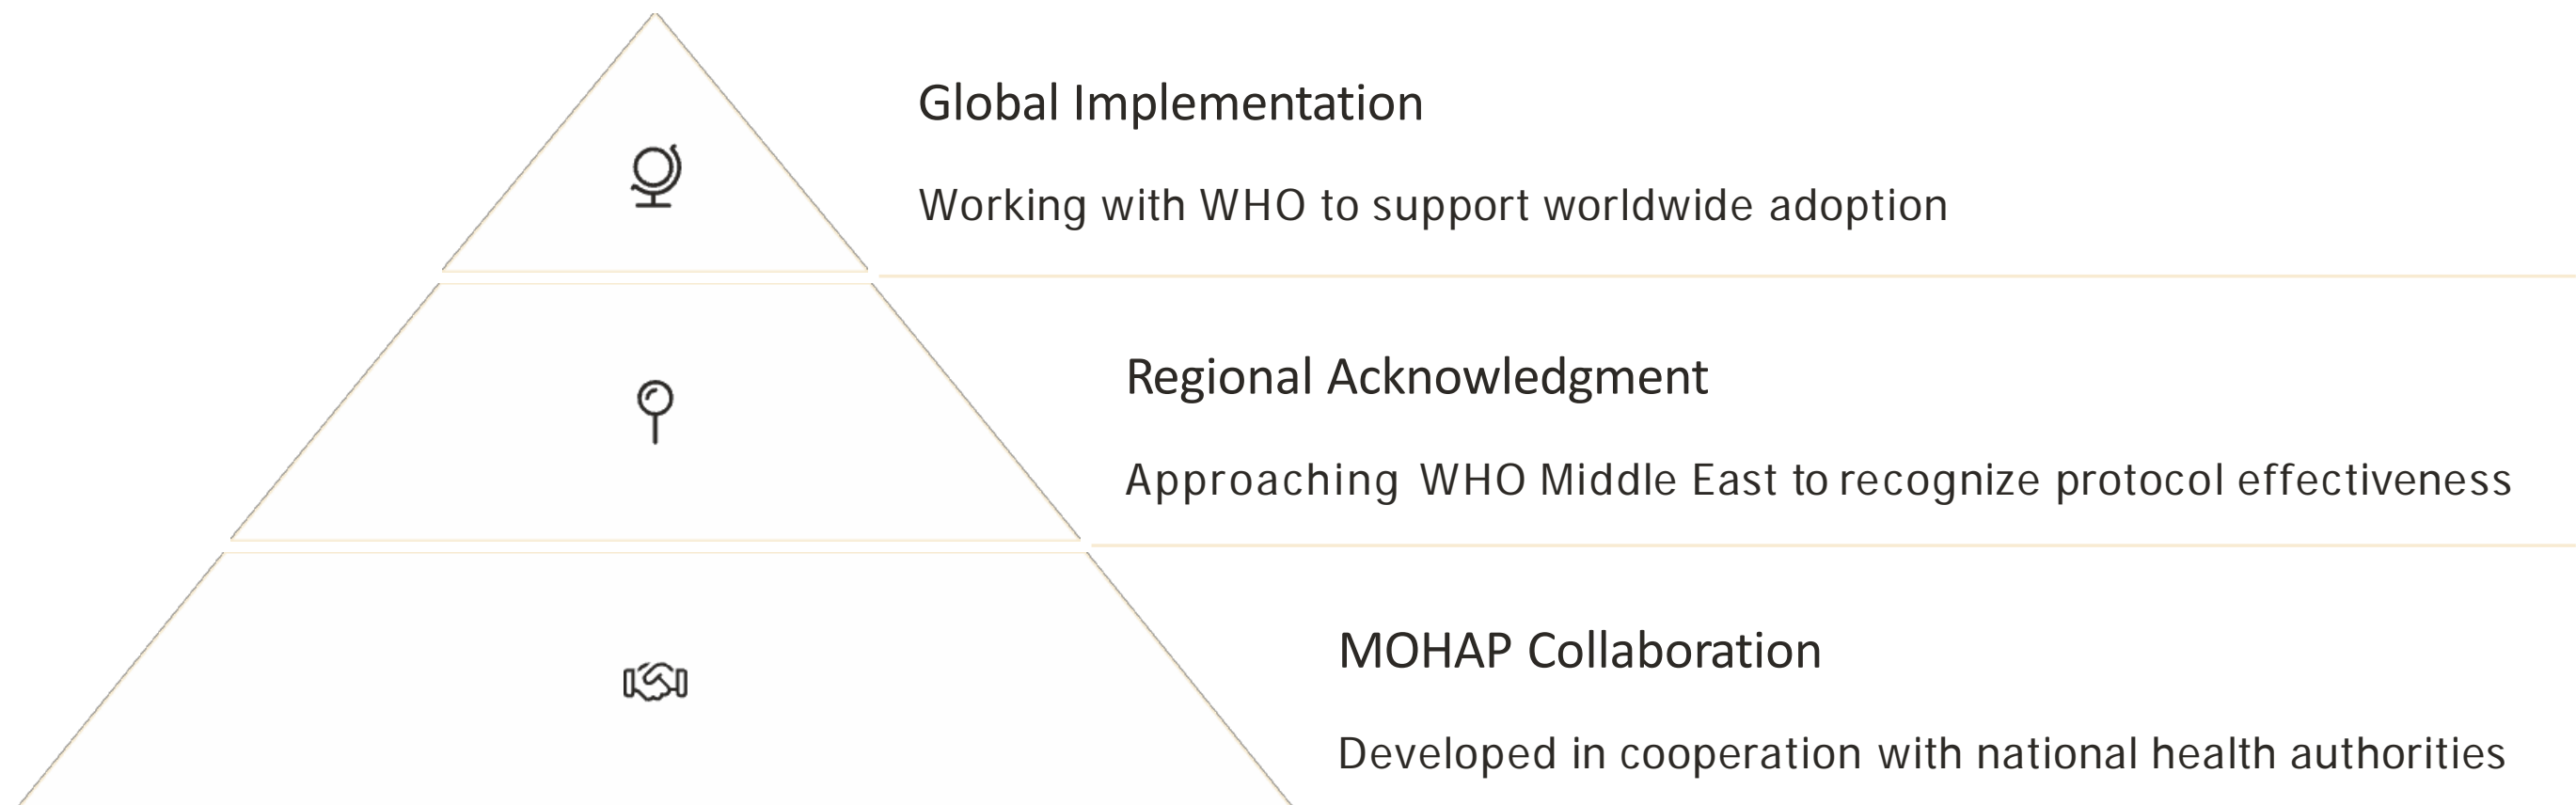 Global Implementation
Working with WHO to support worldwide adoption
Regional Acknowledgment
Approaching WHO Middle East to recognize protocol effectiveness
MOHAP Collaboration
Developed in cooperation with national health authorities